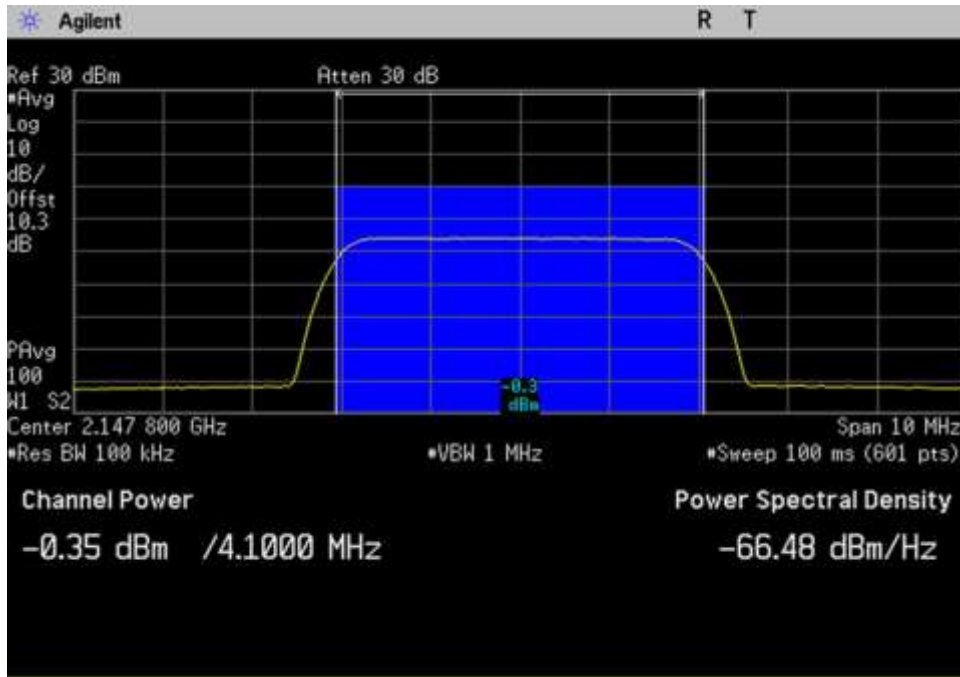 Agilent R T
Ref 30 dBm Atten 30 dB
#Avg
Log
10
dB/
Offst
10.3
dB
PAvg
100
W1 S2
-0.3
dBm
Center 2.147 800 GHz Span 10 MHz
#Res BW 100 kHz #VBW 1 MHz #Sweep 100 ms (601 pts)
Channel Power Power Spectral Density
-0.35 dBm /4.1000 MHz -66.48 dBm/Hz